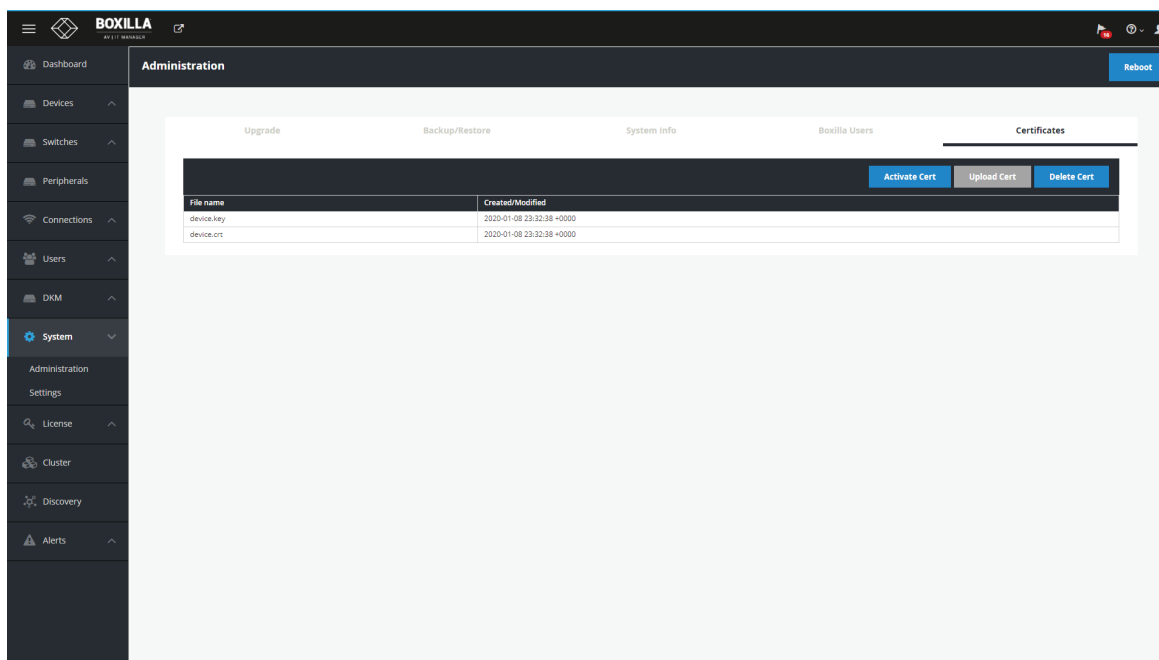 BOXILLA
AV | IT MANAGER
16
Dashboard
Administration
Reboot
Devices
Upgrade Backup/Restore System Info Boxilla Users Certificates
Switches
Activate Cert Upload Cert Delete Cert
Peripherals
File name Created/Modified
device.key 2020-01-08 23:32:38 +0000
device.crt 2020-01-08 23:32:38 +0000
Connections
Users
DKM
System
Administration
Settings
License
Cluster
Discovery
Alerts